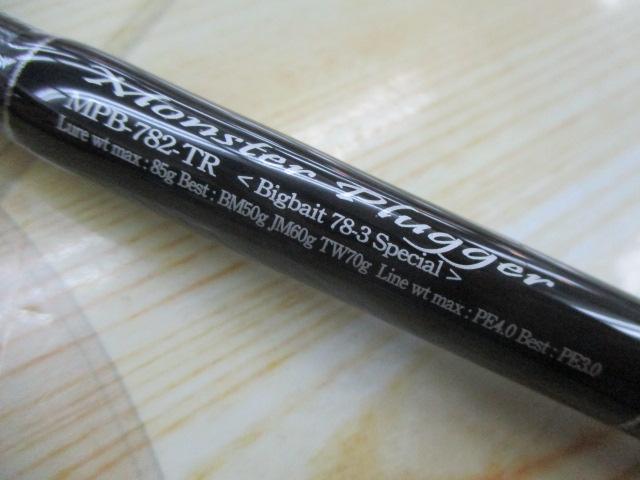 Monster Plugger
MPB-782-TR < Bigbait 78-3 Special >
Lure wt max : 85g Best : BM50g JM60g TW70g Line wt max : PE4.0 Best : PE3.0